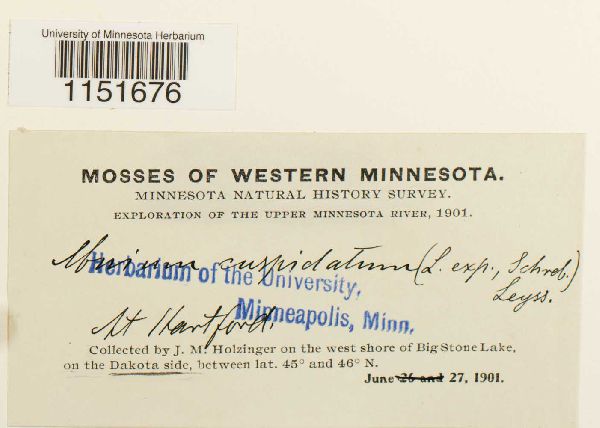 University of Minnesota Herbarium
1151676
MOSSES OF WESTERN MINNESOTA.
MINNESOTA NATURAL HISTORY SURVEY.
EXPLORATION OF THE UPPER MINNESOTA RIVER, 1901.
Mnium cuspidatum (L. exp., Schreb.)
Leyss.
Herbarium of the University,
Minneapolis, Minn.
At Hartford.
Collected by J. M. Holzinger on the west shore of Big Stone Lake,
on the Dakota side, between lat. 45° and 46° N.
June 26 and 27, 1901.